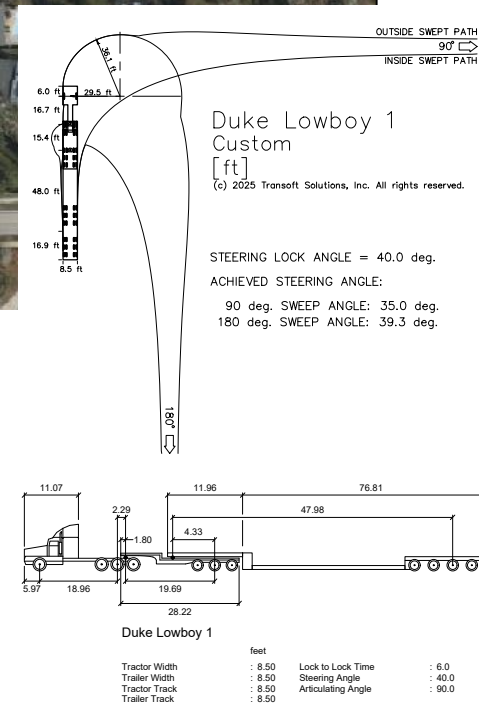 OUTSIDE SWEPT PATH
90°
INSIDE SWEPT PATH
36.1 ft
6.0 ft
29.5 ft
16.7 ft
15.4 ft
48.0 ft
16.9 ft
8.5 ft
Duke Lowboy 1
Custom
[ft]
(c) 2025 Transoft Solutions, Inc. All rights reserved.
STEERING LOCK ANGLE = 40.0 deg.
ACHIEVED STEERING ANGLE:
90 deg. SWEEP ANGLE: 35.0 deg.
180 deg. SWEEP ANGLE: 39.3 deg.
180°
11.07 11.96 76.81
2.29 47.98
1.80 4.33
5.97 18.96 19.69
28.22
Duke Lowboy 1
feet
Tractor Width : 8.50 Lock to Lock Time : 6.0
Trailer Width : 8.50 Steering Angle : 40.0
Tractor Track : 8.50 Articulating Angle : 90.0
Trailer Track : 8.50